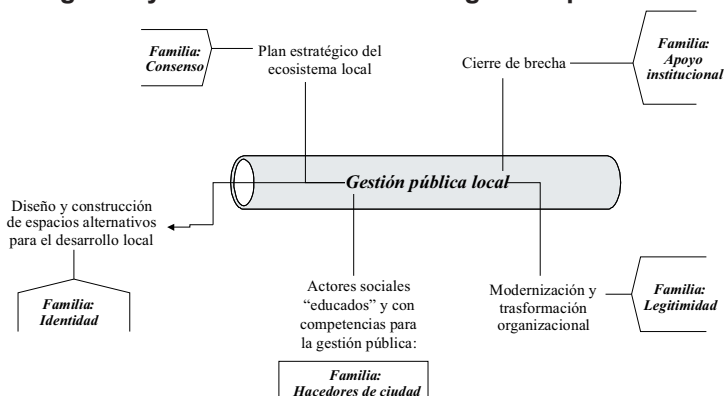 Familia:
Consenso
Plan estratégico del
ecosistema local
Cierre de brecha
Familia:
Apoyo
institucional
Gestión pública local
Diseño y construcción
de espacios alternativos
para el desarrollo local
Familia:
Identidad
Actores sociales
“educados” y con
competencias para
la gestión pública:
Familia:
Hacedores de ciudad
Modernización y
trasformación
organizacional
Familia:
Legitimidad